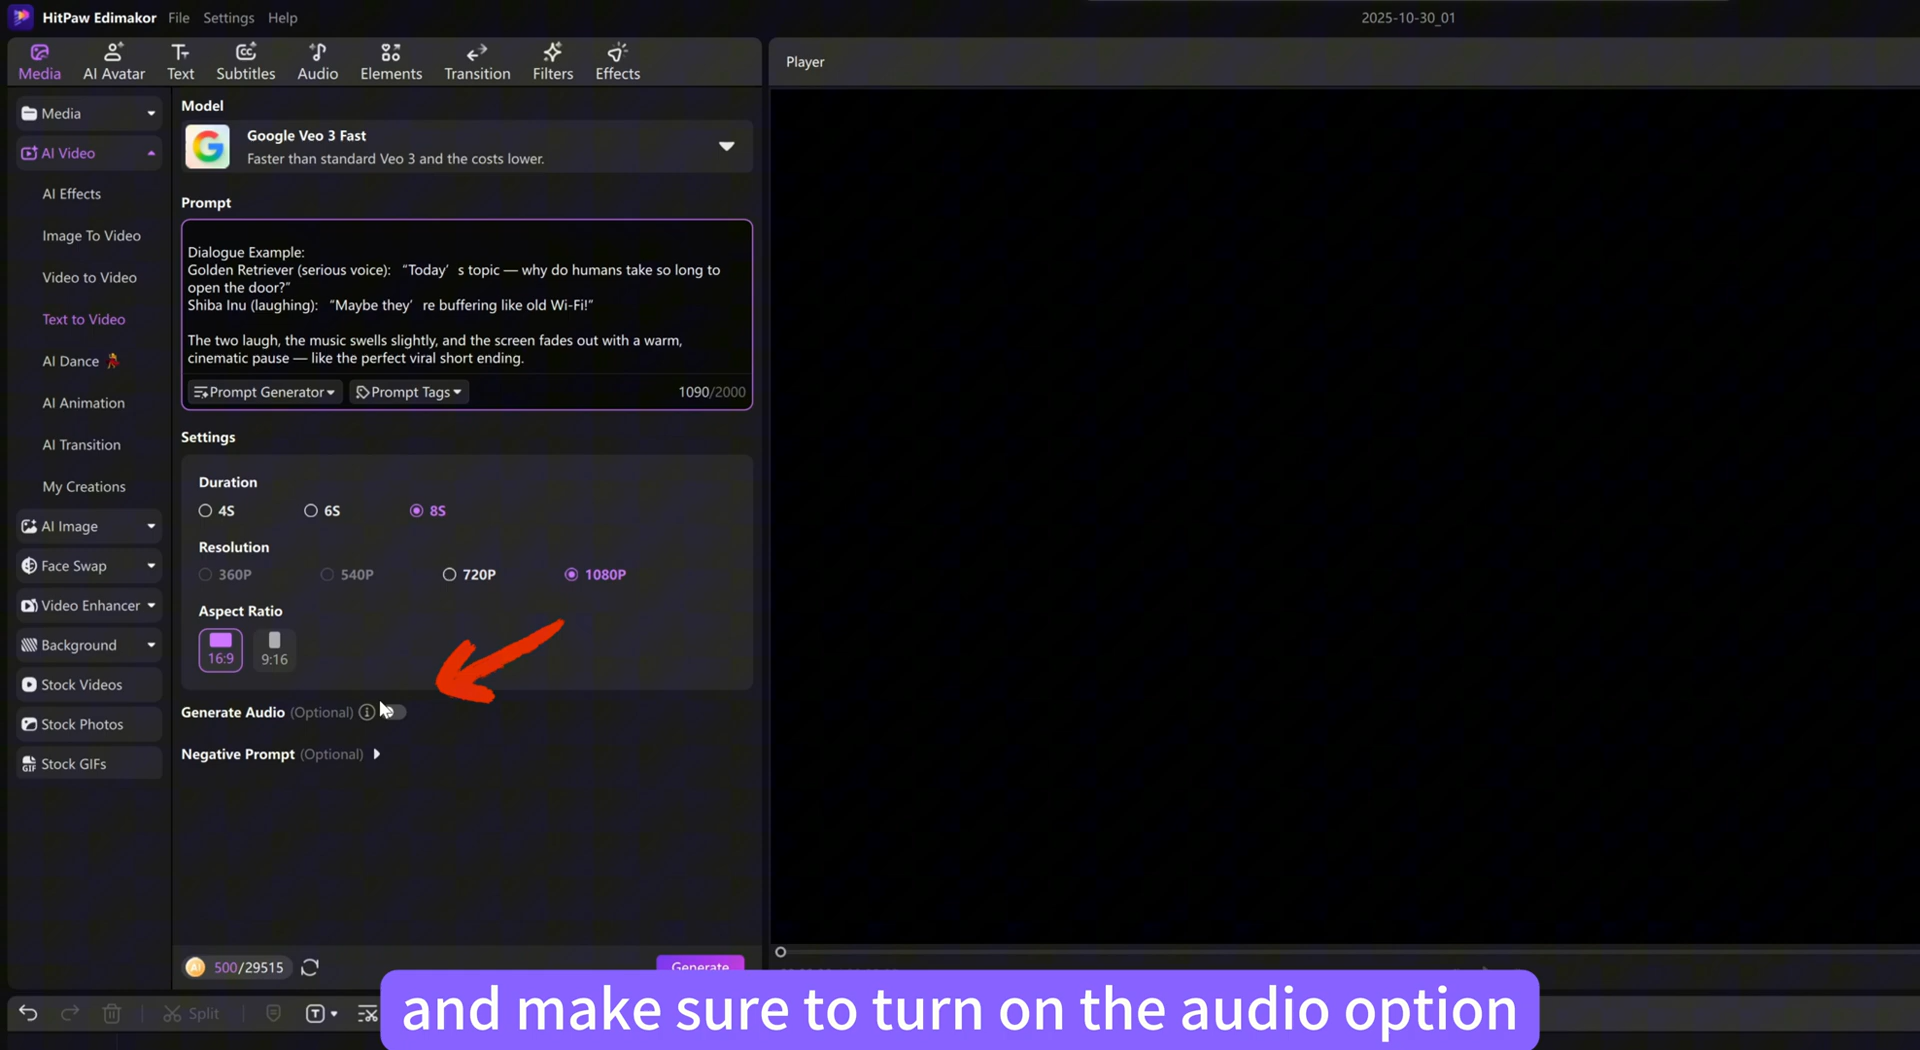 HitPaw Edimakor File Settings Help
2025-10-30_01
Media AI Avatar Text Subtitles Audio Elements Transition Filters Effects
Player
Media
AI Video
AI Effects
Image To Video
Video to Video
Text to Video
AI Dance
AI Animation
AI Transition
My Creations
AI Image
Face Swap
Video Enhancer
Background
Stock Videos
Stock Photos
Stock GIFs
Model
Google Veo 3 Fast
Faster than standard Veo 3 and the costs lower.
Prompt
Dialogue Example:
Golden Retriever (serious voice): “Today’ s topic — why do humans take so long to
open the door?”
Shiba Inu (laughing): “Maybe they’ re buffering like old Wi-Fi!”
The two laugh, the music swells slightly, and the screen fades out with a warm,
cinematic pause — like the perfect viral short ending.
Prompt Generator Prompt Tags 1090/2000
Settings
Duration
4S 6S 8S
Resolution
360P 540P 720P 1080P
Aspect Ratio
16:9 9:16
Generate Audio (Optional)
Negative Prompt (Optional)
500/29515
Generate
Split
and make sure to turn on the audio option